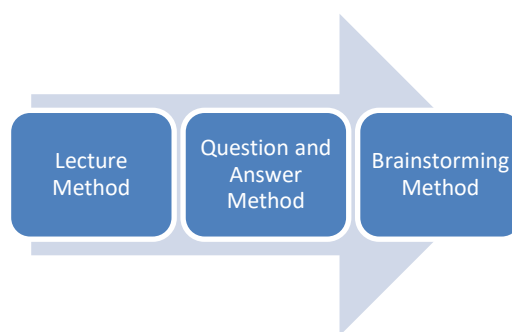 Lecture
Method
Question and
Answer
Method
Brainstorming
Method